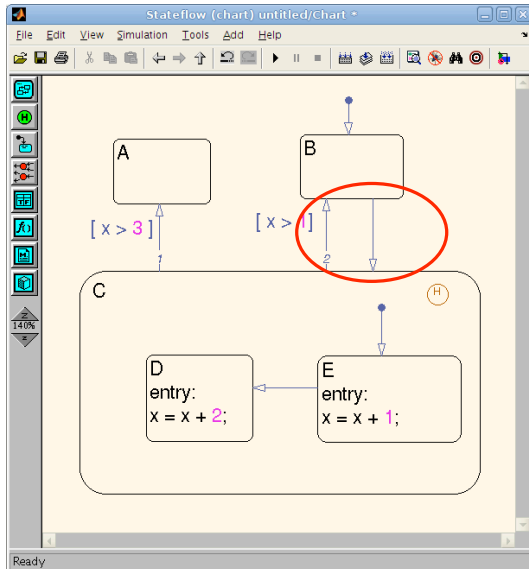 Stateflow (chart) untitled/Chart *
File Edit View Simulation Tools Add Help
A
B
[ x > 3 ]
[ x > 1]
1
2
C
H
140%
D
entry:
x = x + 2;
E
entry:
x = x + 1;
Ready